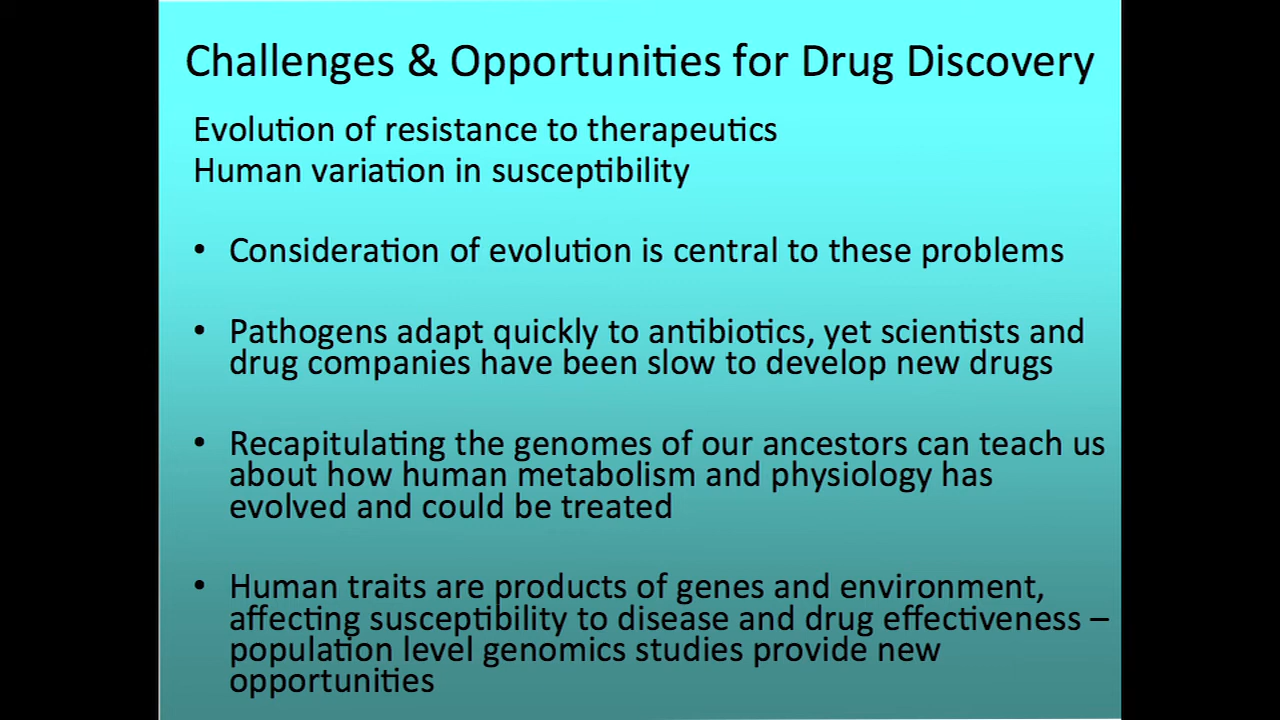 Challenges & Opportunities for Drug Discovery
Evolution of resistance to therapeutics
Human variation in susceptibility
• Consideration of evolution is central to these problems
• Pathogens adapt quickly to antibiotics, yet scientists and
drug companies have been slow to develop new drugs
• Recapitulating the genomes of our ancestors can teach us
about how human metabolism and physiology has
evolved and could be treated
• Human traits are products of genes and environment,
affecting susceptibility to disease and drug effectiveness –
population level genomics studies provide new
opportunities